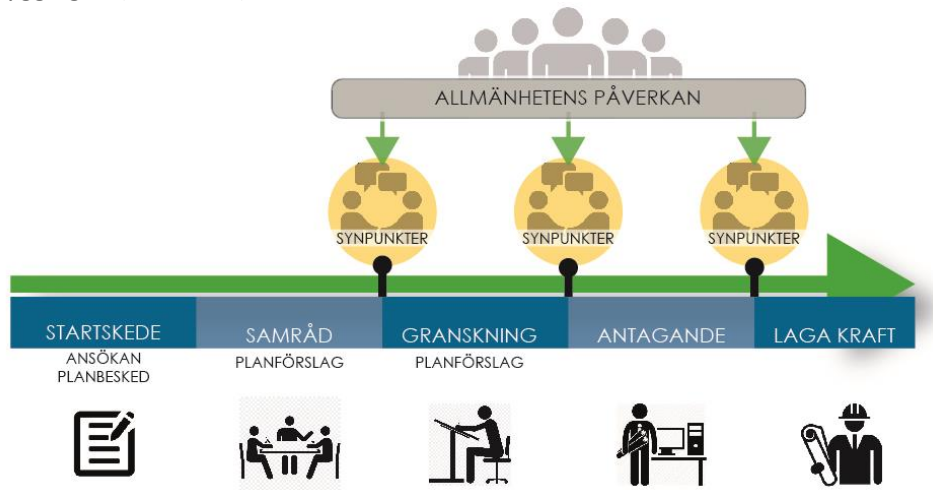 ALLMÄNHETENS PÅVERKAN
SYNPUNKTER
SYNPUNKTER
SYNPUNKTER
STARTSKEDE
SAMRÅD
GRANSKNING
ANTAGANDE
LAGA KRAFT
ANSÖKAN
PLANBESKED
PLANFÖRSLAG
PLANFÖRSLAG